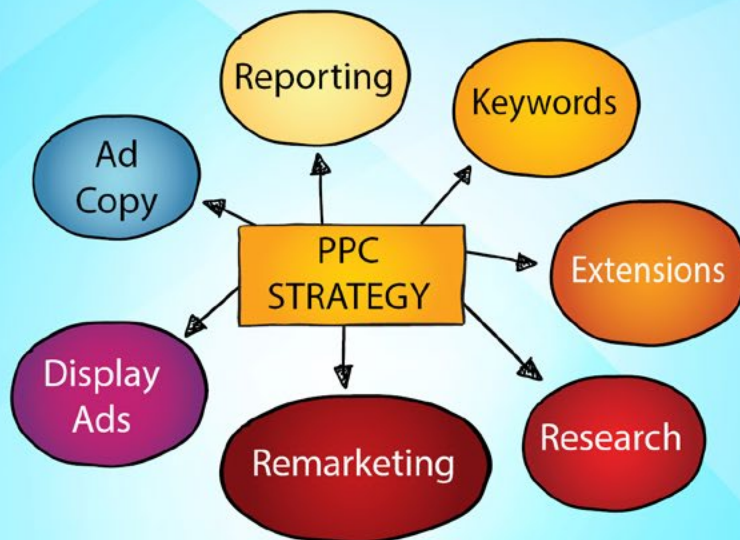 Reporting
Keywords
Ad
Copy
PPC
STRATEGY
Extensions
Display
Ads
Remarketing
Research